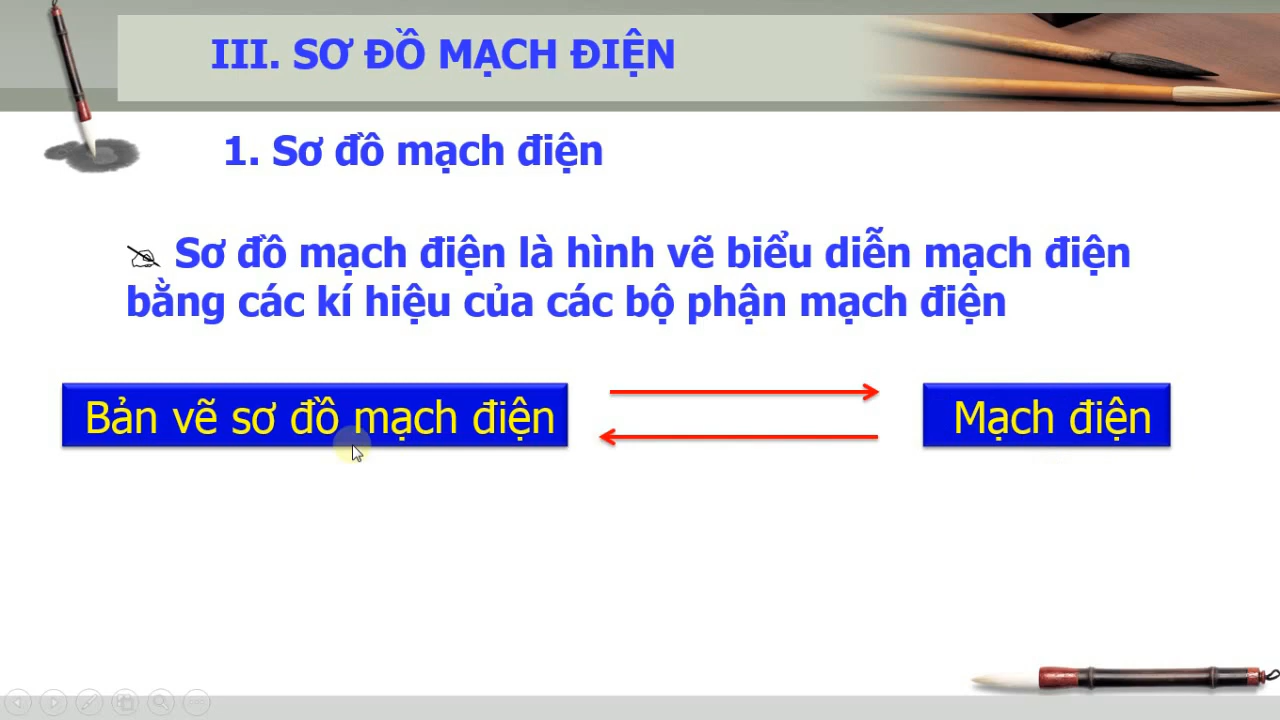 III. SƠ ĐỒ MẠCH ĐIỆN
1. Sơ đồ mạch điện
Sơ đồ mạch điện là hình vẽ biểu diễn mạch điện
bằng các kí hiệu của các bộ phận mạch điện
Bản vẽ sơ đồ mạch điện
Mạch điện